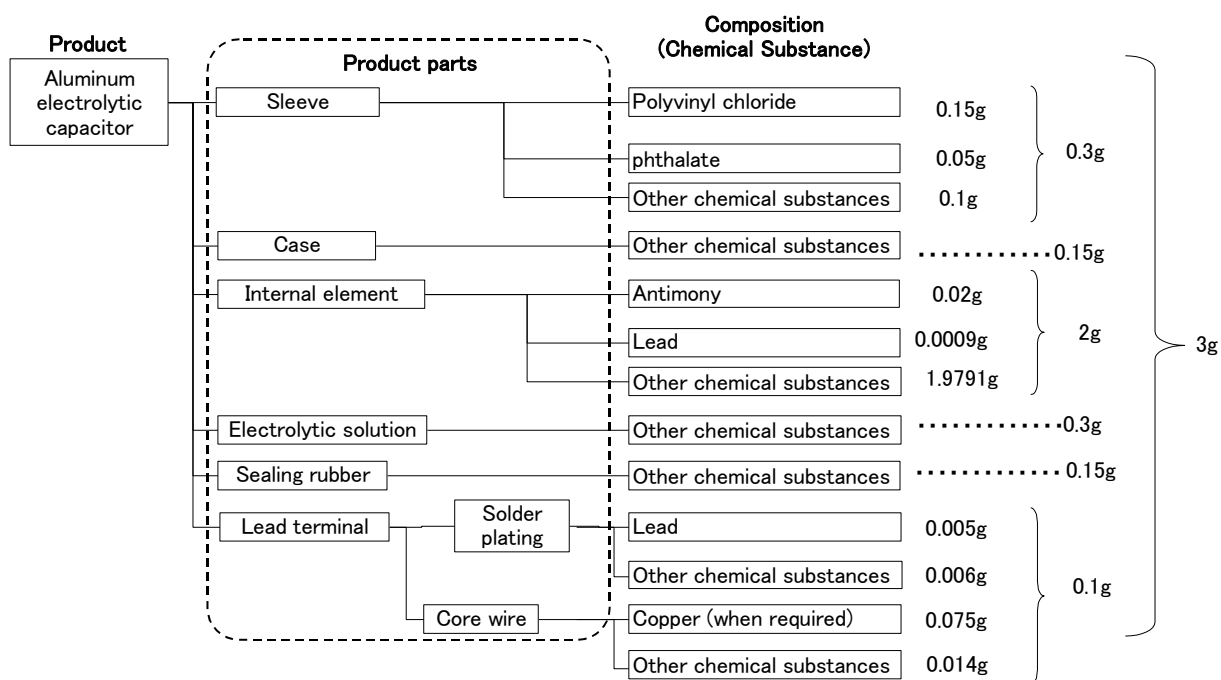 Product
Aluminum
electrolytic
capacitor
Product parts
Composition
(Chemical Substance)
Sleeve
Polyvinyl chloride
0.15g
phthalate
0.05g
Other chemical substances
0.1g
0.3g
Case
Other chemical substances
0.15g
Internal element
Antimony
0.02g
Lead
0.0009g
Other chemical substances
1.9791g
2g
3g
Electrolytic solution
Other chemical substances
0.3g
Sealing rubber
Other chemical substances
0.15g
Lead terminal
Solder
plating
Lead
0.005g
Other chemical substances
0.006g
0.1g
Core wire
Copper (when required)
0.075g
Other chemical substances
0.014g